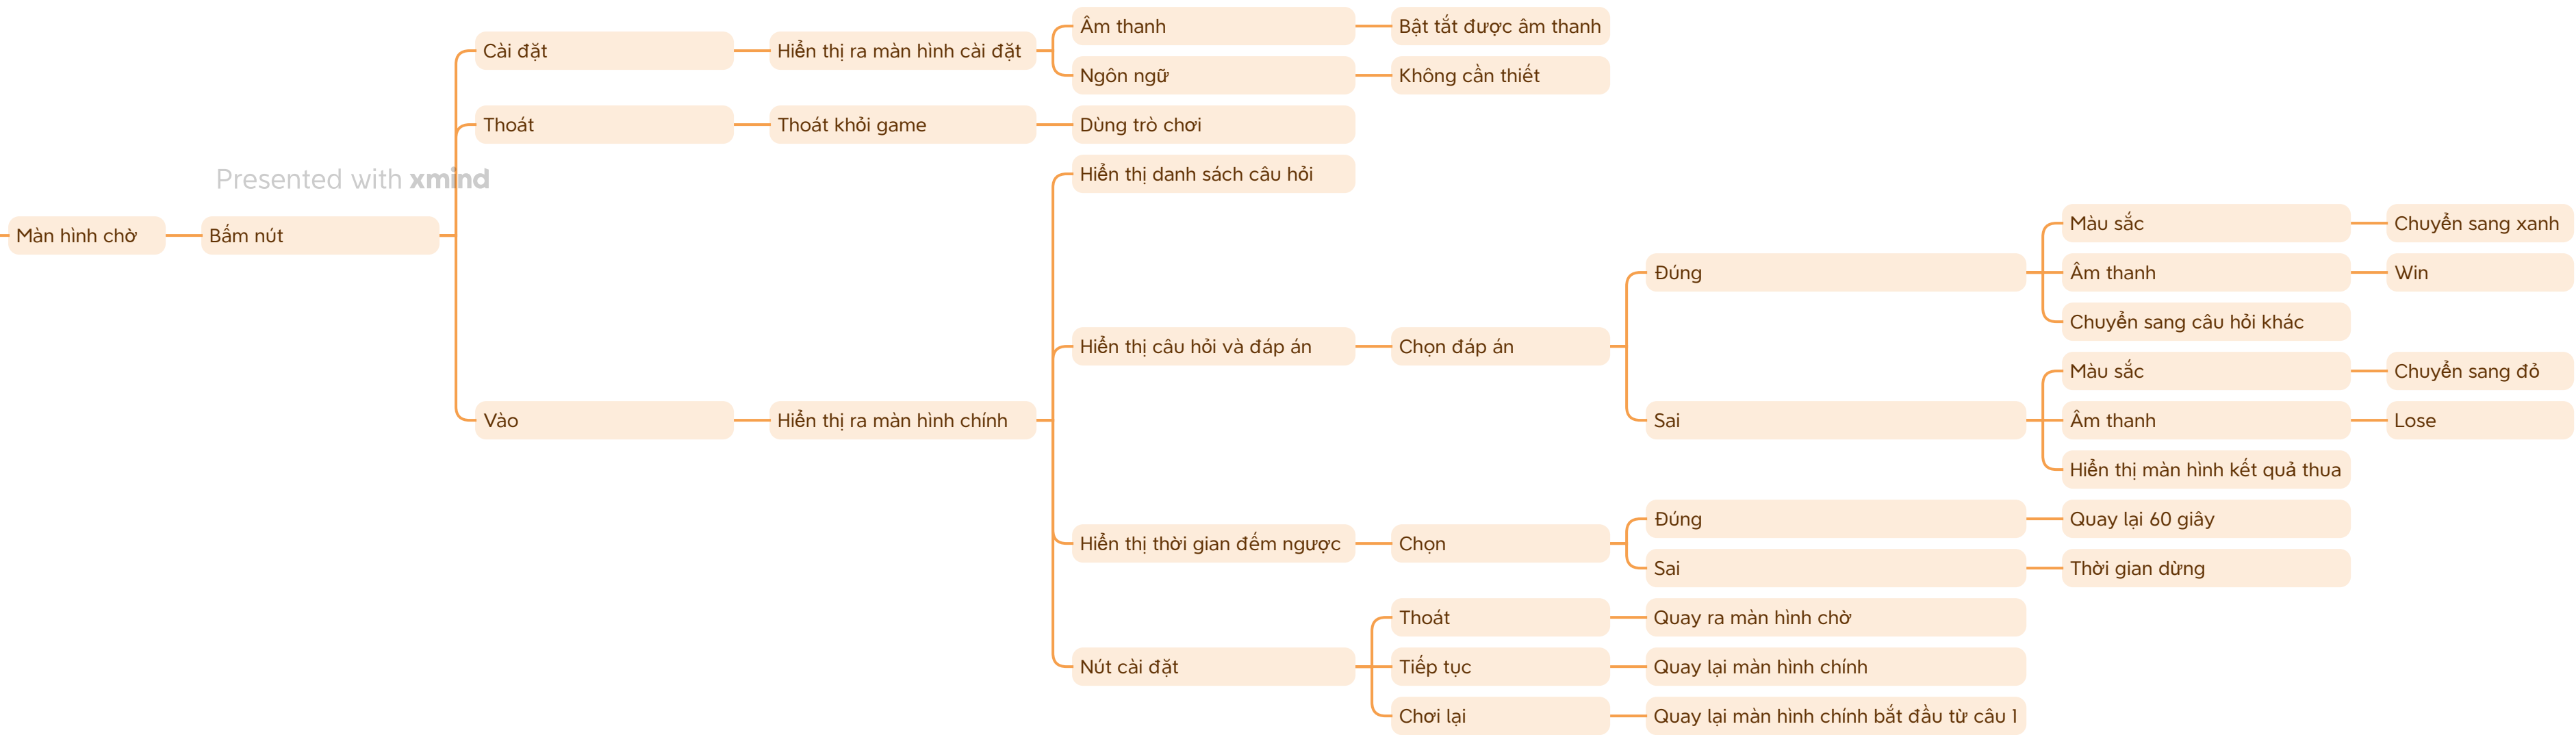 Màn hình chờ
Bấm nút
Cài đặt
Hiển thị ra màn hình cài đặt
Âm thanh
Bật tắt được âm thanh
Ngôn ngữ
Không cần thiết
Thoát
Thoát khỏi game
Dùng trò chơi
Presented with xmind
Vào
Hiển thị ra màn hình chính
Hiển thị danh sách câu hỏi
Hiển thị câu hỏi và đáp án
Chọn đáp án
Đúng
Màu sắc
Chuyển sang xanh
Âm thanh
Win
Chuyển sang câu hỏi khác
Sai
Màu sắc
Chuyển sang đỏ
Âm thanh
Lose
Hiển thị màn hình kết quả thua
Hiển thị thời gian đếm ngược
Chọn
Đúng
Quay lại 60 giây
Sai
Thời gian dừng
Nút cài đặt
Thoát
Quay ra màn hình chờ
Tiếp tục
Quay lại màn hình chính
Chơi lại
Quay lại màn hình chính bắt đầu từ câu 1